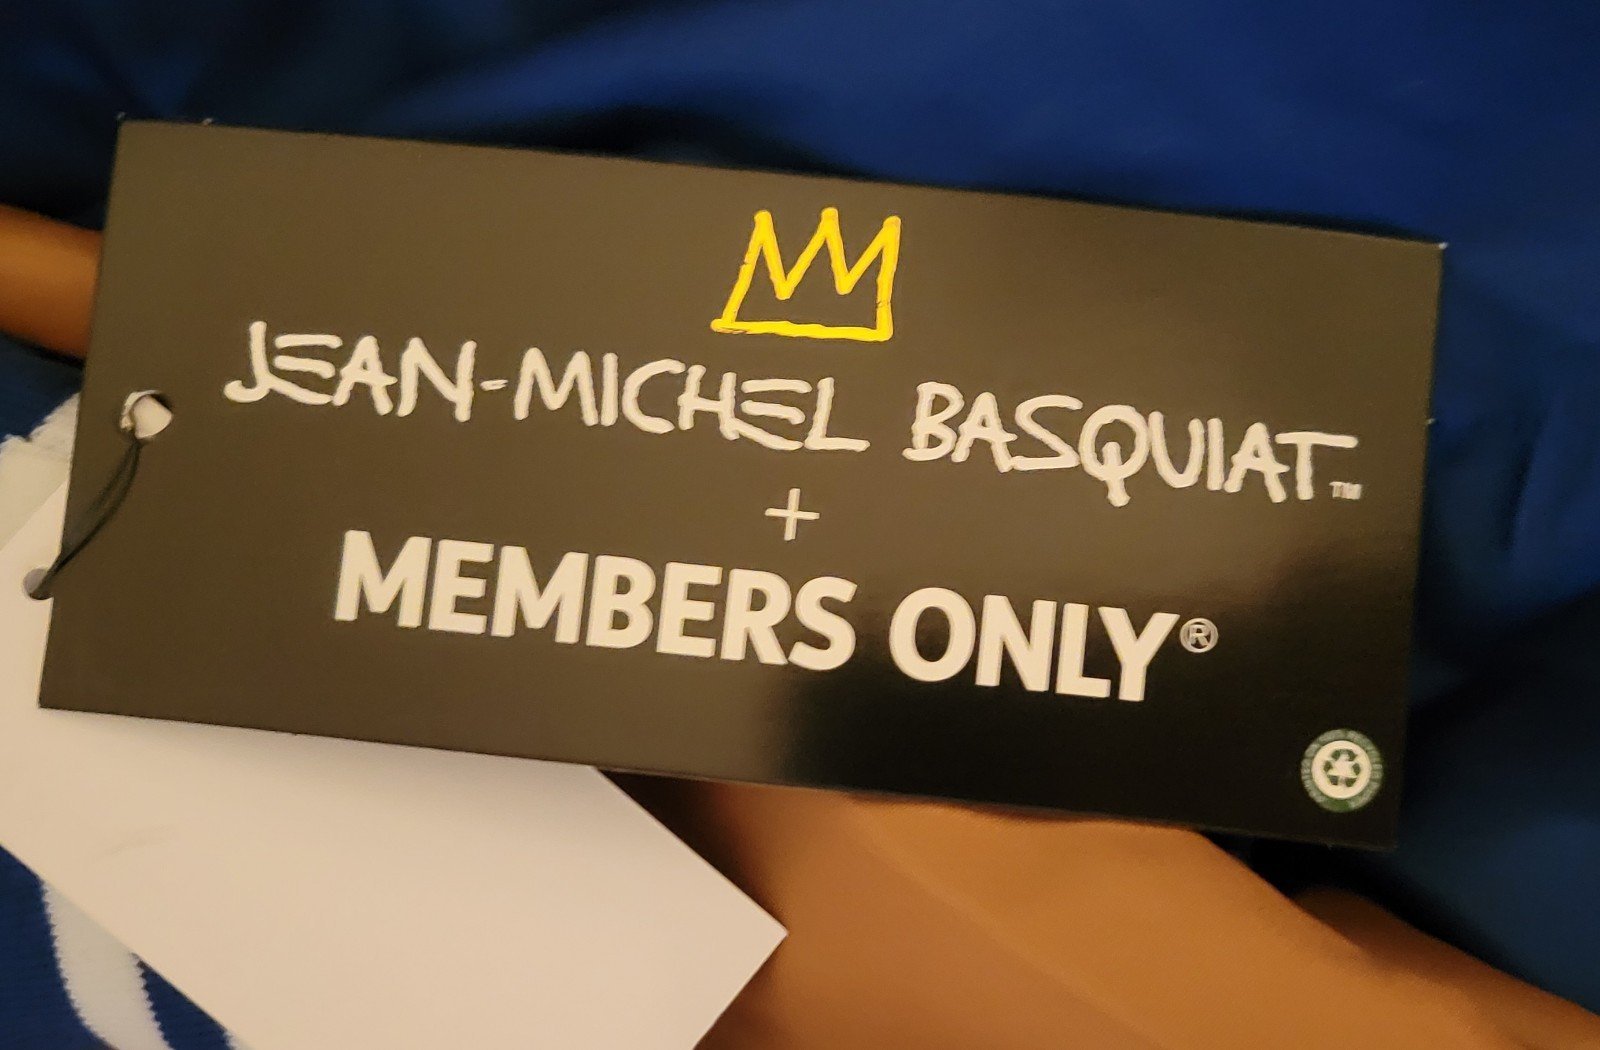 JEAN-MICHEL BASQUIAT™
+
MEMBERS ONLY®